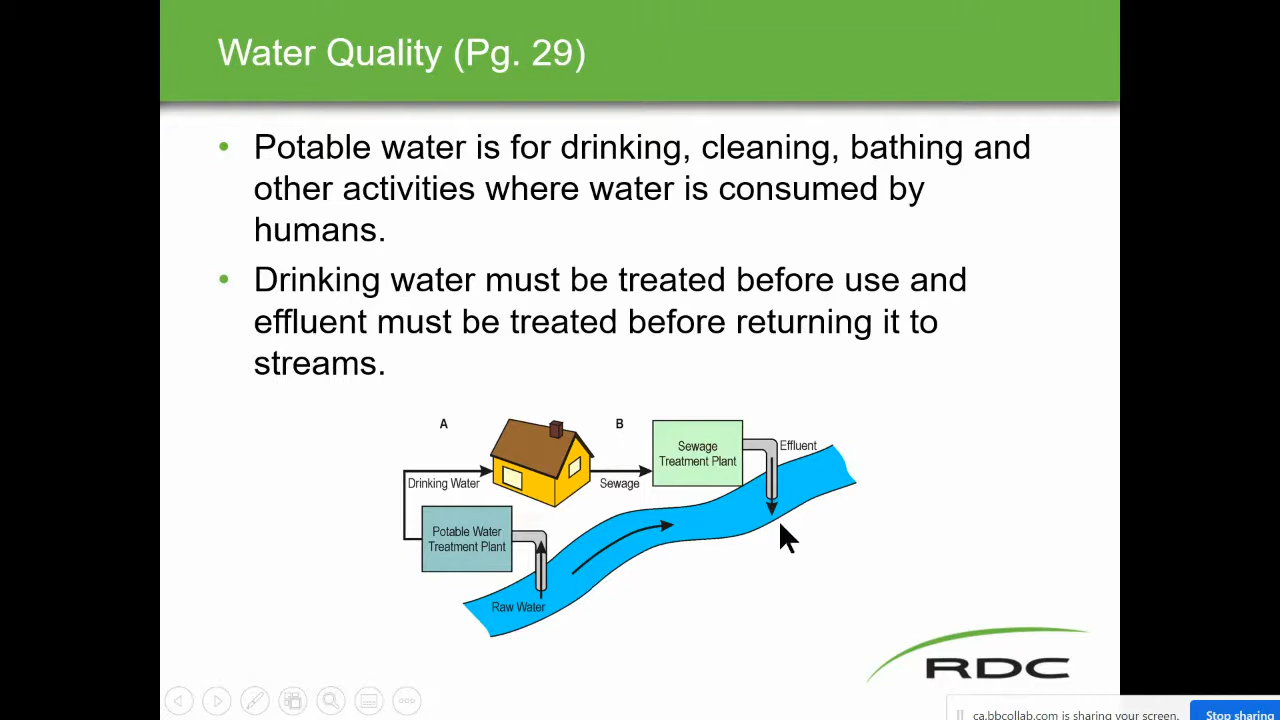 Water Quality (Pg. 29)
• Potable water is for drinking, cleaning, bathing and
other activities where water is consumed by
humans.
• Drinking water must be treated before use and
effluent must be treated before returning it to
streams.
A
B
Sewage
Treatment Plant
Effluent
Drinking Water
Sewage
Potable Water
Treatment Plant
Raw Water
RDC
ca.bbcollab.com is sharing your screen.
Stop sharing